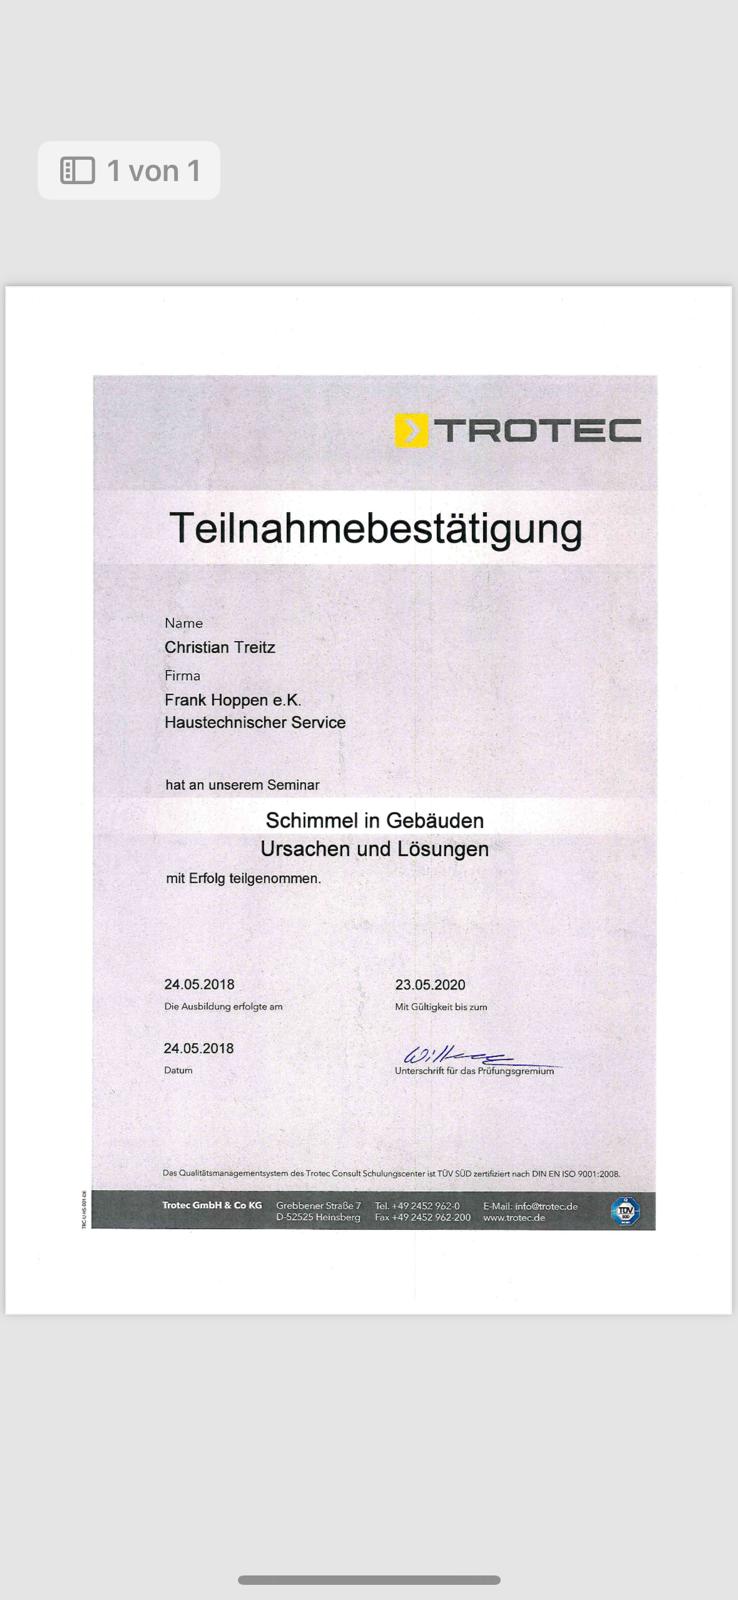 1 von 1
TROTEC
Teilnahmebestätigung
Name
Christian Treitz
Firma
Frank Hoppen e.K.
Haustechnischer Service
hat an unserem Seminar
Schimmel in Gebäuden
Ursachen und Lösungen
mit Erfolg teilgenommen.
24.05.2018
Die Ausbildung erfolgte am
23.05.2020
Mit Gültigkeit bis zum
24.05.2018
Datum
Unterschrift für das Prüfungsgremium
Das Qualitätsmanagementsystem des Trotec Consult Schulungscenter ist TÜV SÜD zertifiziert nach DIN EN ISO 9001:2008.
Trotec GmbH & Co KG
Grebbener Straße 7
D-52525 Heinsberg
Tel. +49 2452 962-0
Fax +49 2452 962-200
E-Mail: info@trotec.de
www.trotec.de
TÜV